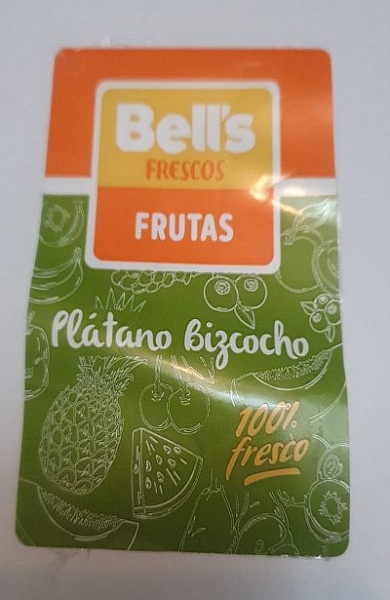 Bell's
FRESCOS
FRUTAS
Plátano Bizcocho
100%
fresco